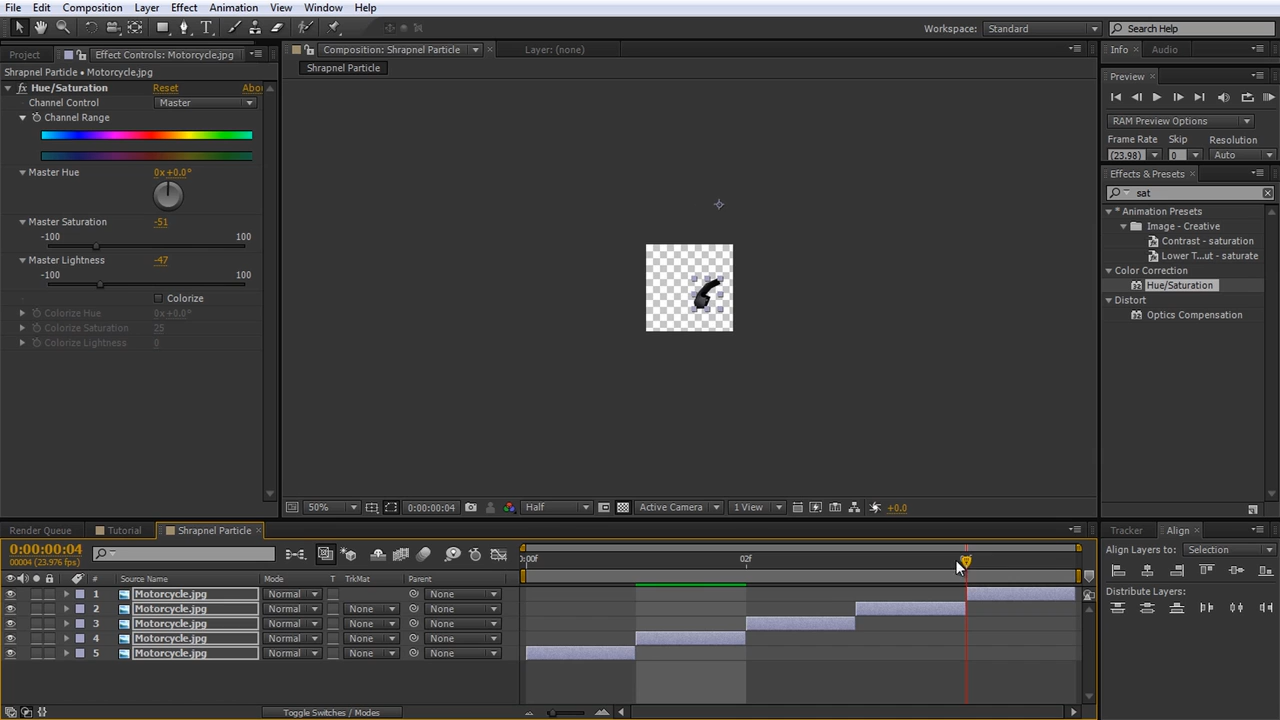 File Edit Composition Layer Effect Animation View Window Help
Workspace: Standard Search Help
Project Effect Controls: Motorcycle.jpg Composition: Shrapnel Particle Layer: (none) Info Audio
Shrapnel Particle • Motorcycle.jpg Shrapnel Particle Preview
fx Hue/Saturation Reset Abo
Channel Control Master
Channel Range
RAM Preview Options
Frame Rate Skip Resolution
(23.98) 0 Auto
Master Hue 0x +0.0°
Effects & Presets
sat
* Animation Presets
Image - Creative
Contrast - saturation
Lower T...ut - saturate
Color Correction
Hue/Saturation
Distort
Optics Compensation
Master Saturation -51
-100 100
Master Lightness -47
-100 100
Colorize
Colorize Hue 0x +0.0°
Colorize Saturation 25
Colorize Lightness 0
50% 0:00:00:04 Half Active Camera 1 View +0.0
Render Queue Tutorial Shrapnel Particle Tracker Align
0:00:00:04
00004 (23.976 fps)
0:00f 02f
Align Layers to: Selection
# Source Name Mode T TrkMat Parent
1 Motorcycle.jpg Normal None
2 Motorcycle.jpg Normal None None
3 Motorcycle.jpg Normal None None
4 Motorcycle.jpg Normal None None
5 Motorcycle.jpg Normal None None
Distribute Layers:
Toggle Switches / Modes